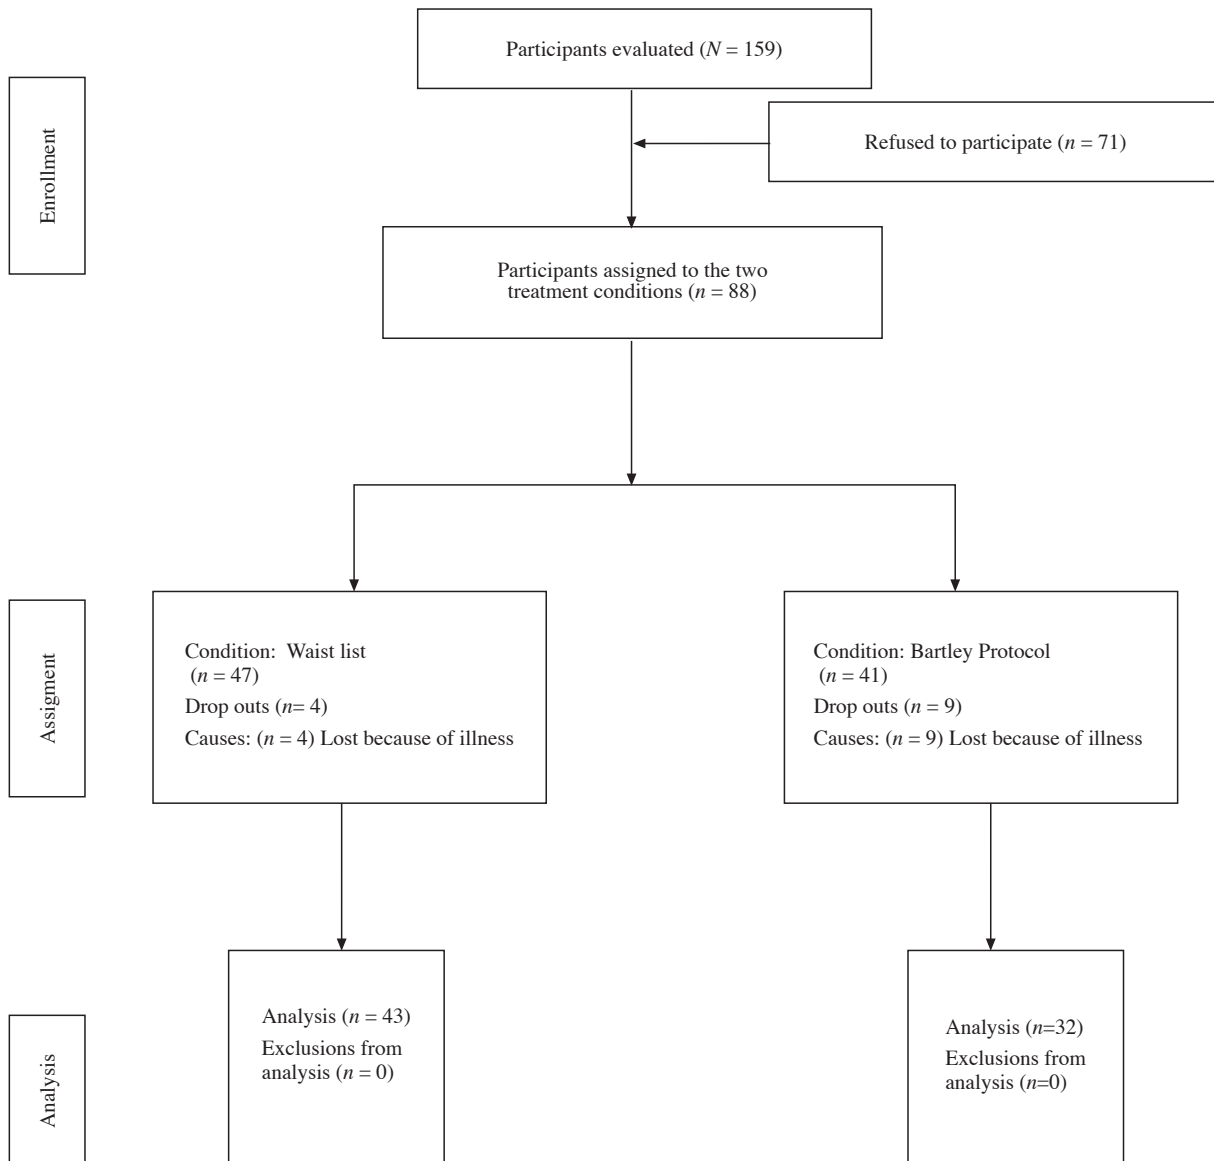 Participants evaluated (N = 159)
Enrollment
Refused to participate (n = 71)
Participants assigned to the two
treatment conditions (n = 88)
Assigment
Condition:  Waist list
(n = 47)
Drop outs (n= 4)
Causes: (n = 4) Lost because of illness
Condition: Bartley Protocol
(n = 41)
Drop outs (n = 9)
Causes: (n = 9) Lost because of illness
Analysis
Analysis (n = 43)
Exclusions from
analysis (n = 0)
Analysis (n=32)
Exclusions from
analysis (n=0)